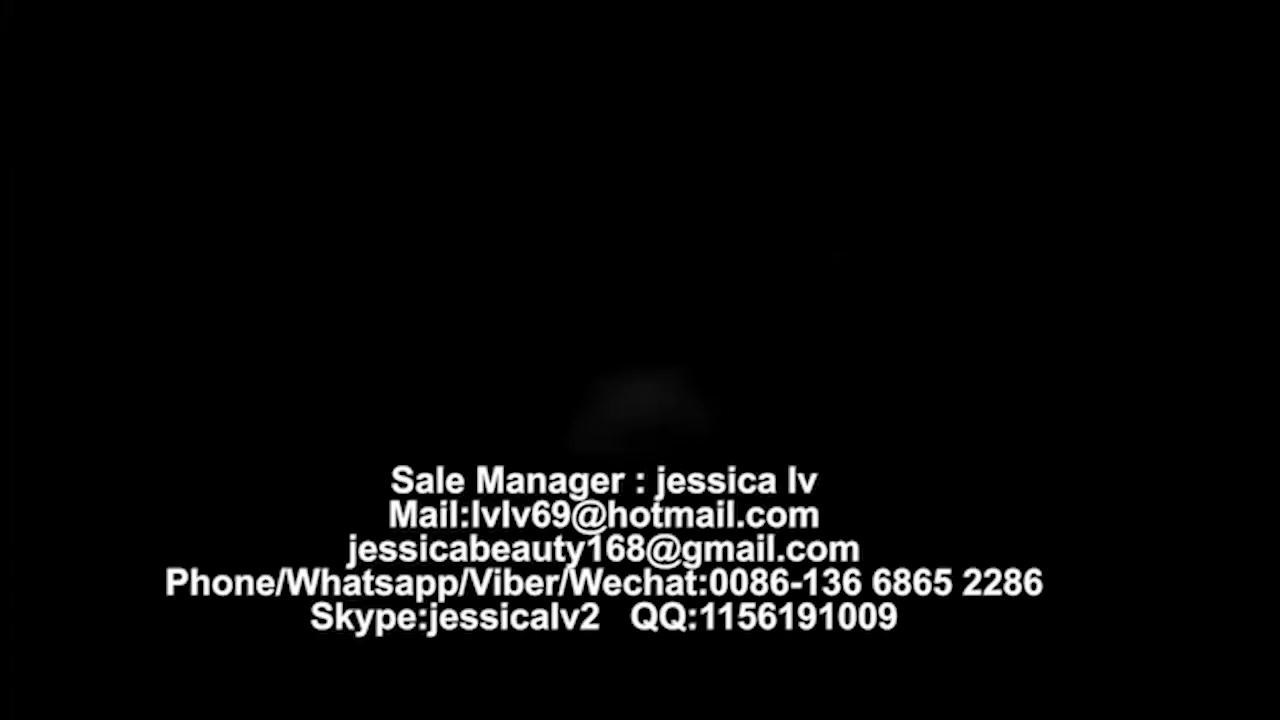 Sale Manager : jessica lv
Mail:lvlv69@hotmail.com
jessicabeauty168@gmail.com
Phone/Whatsapp/Viber/Wechat:0086-136 6865 2286
Skype:jessicalv2   QQ:1156191009